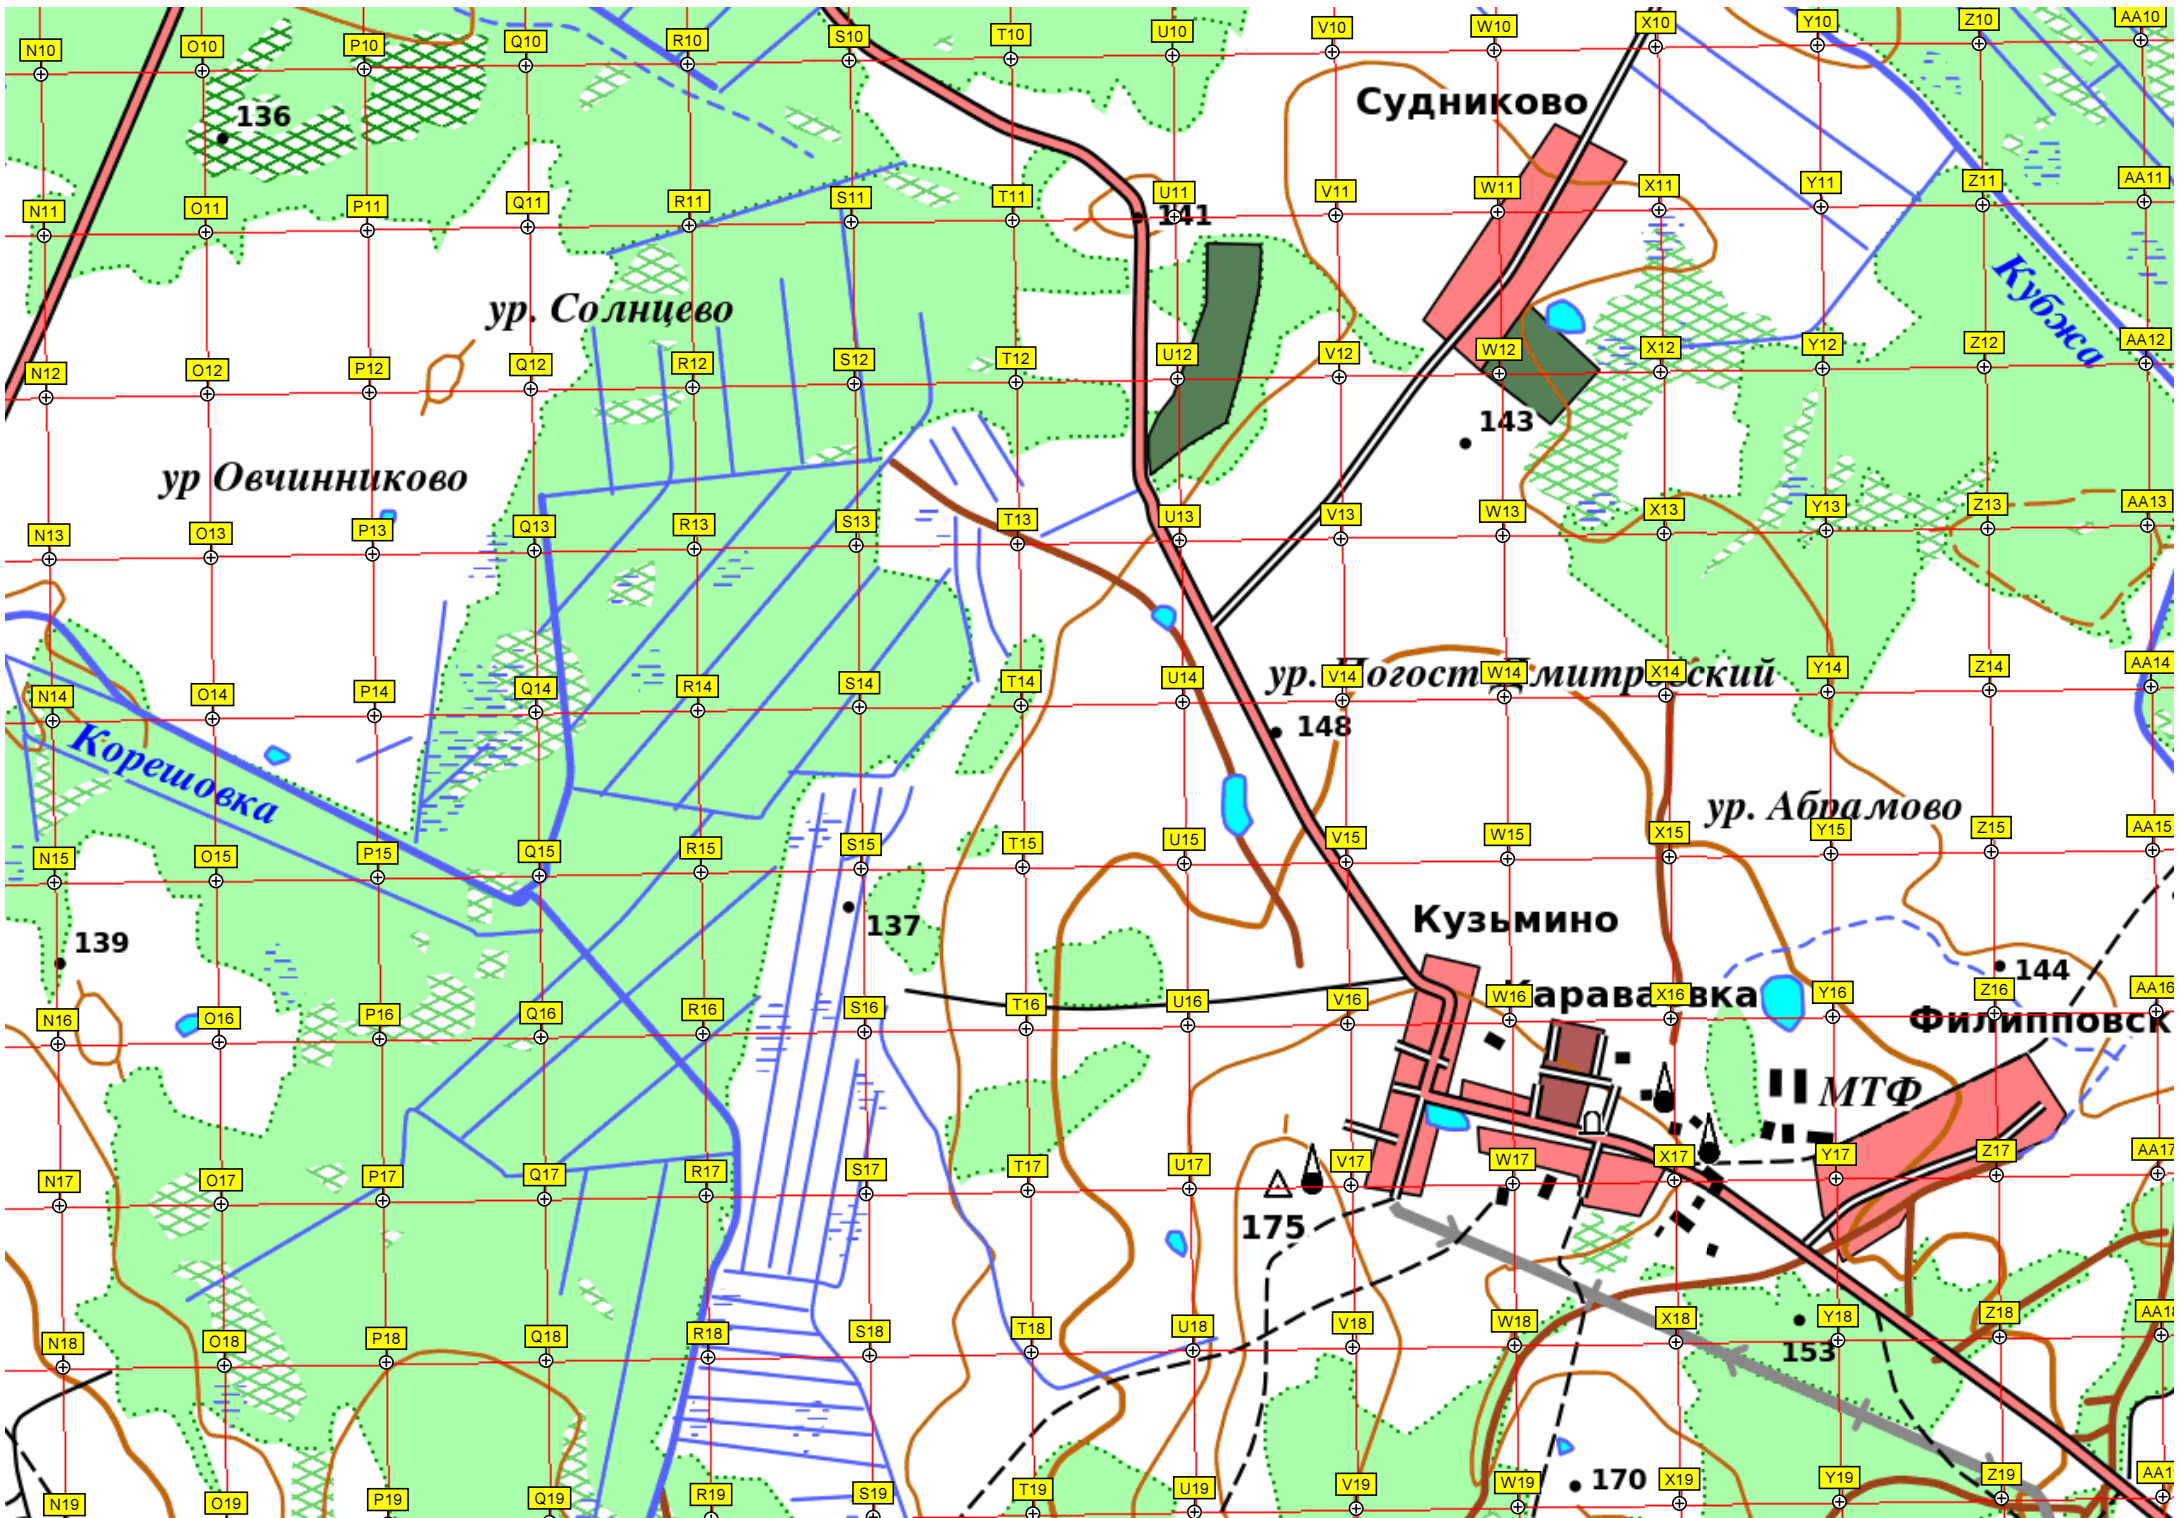 N10 O10 P10 Q10 R10 S10 T10 U10 V10 W10 X10 Y10 Z10 AA10
Судниково
136
N11 O11 P11 Q11 R11 S11 T11 U11 V11 W11 X11 Y11 Z11 AA11
141
Кубжа
ур. Солнцево
N12 O12 P12 Q12 R12 S12 T12 U12 V12 W12 X12 Y12 Z12 AA12
143
ур Овчинниково
N13 O13 P13 Q13 R13 S13 T13 U13 V13 W13 X13 Y13 Z13 AA13
ур. Погост Дмитровский
N14 O14 P14 Q14 R14 S14 T14 U14 V14 W14 X14 Y14 Z14 AA14
148
Корешовка
ур. Абрамово
N15 O15 P15 Q15 R15 S15 T15 U15 V15 W15 X15 Y15 Z15 AA15
Кузьмино
137
139
144
Караваевка
N16 O16 P16 Q16 R16 S16 T16 U16 V16 W16 X16 Y16 Z16 AA16
Филипповск
МТФ
N17 O17 P17 Q17 R17 S17 T17 U17 V17 W17 X17 Y17 Z17 AA17
175
N18 O18 P18 Q18 R18 S18 T18 U18 V18 W18 X18 Y18 Z18 AA18
153
170
N19 O19 P19 Q19 R19 S19 T19 U19 V19 W19 X19 Y19 Z19 AA19